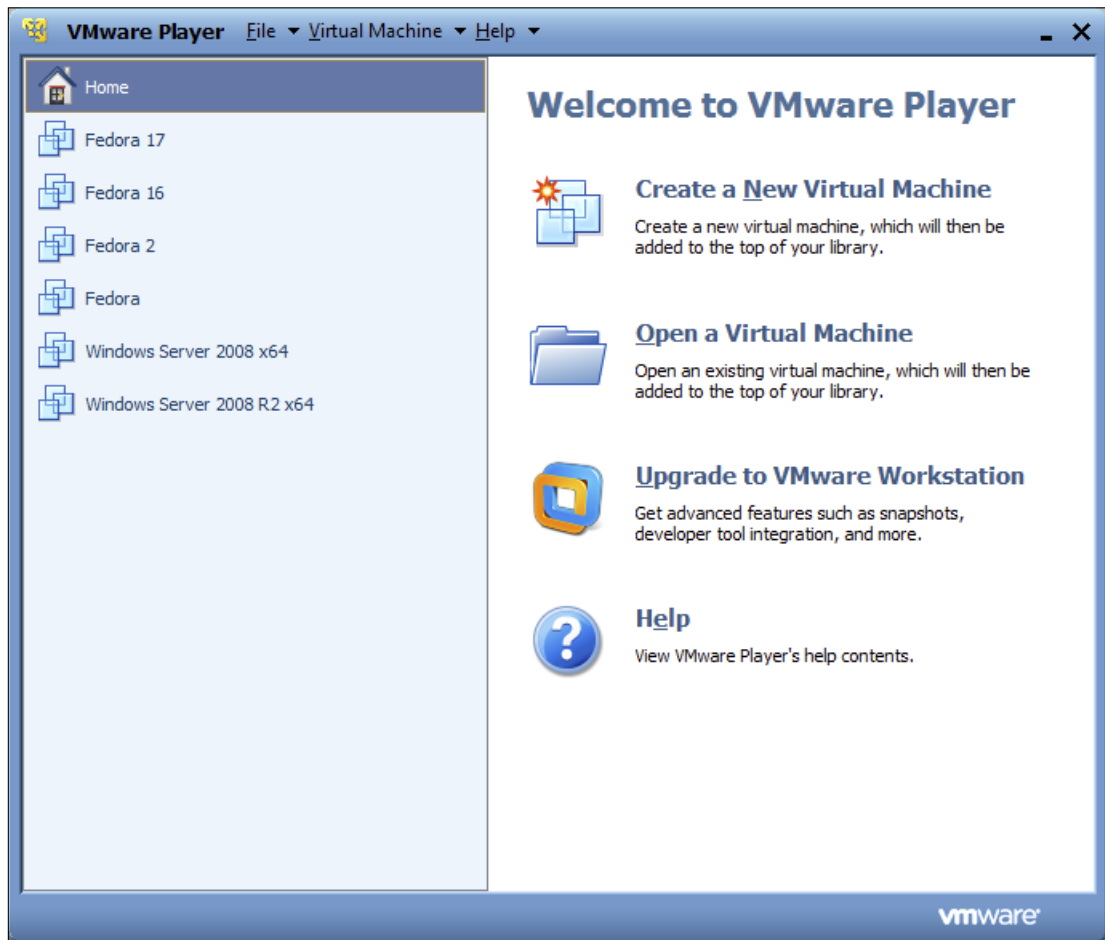 VMware Player File Virtual Machine Help
Home
Fedora 17
Fedora 16
Fedora 2
Fedora
Windows Server 2008 x64
Windows Server 2008 R2 x64
Welcome to VMware Player
Create a New Virtual Machine
Create a new virtual machine, which will then be
added to the top of your library.
Open a Virtual Machine
Open an existing virtual machine, which will then be
added to the top of your library.
Upgrade to VMware Workstation
Get advanced features such as snapshots,
developer tool integration, and more.
Help
View VMware Player's help contents.
vmware